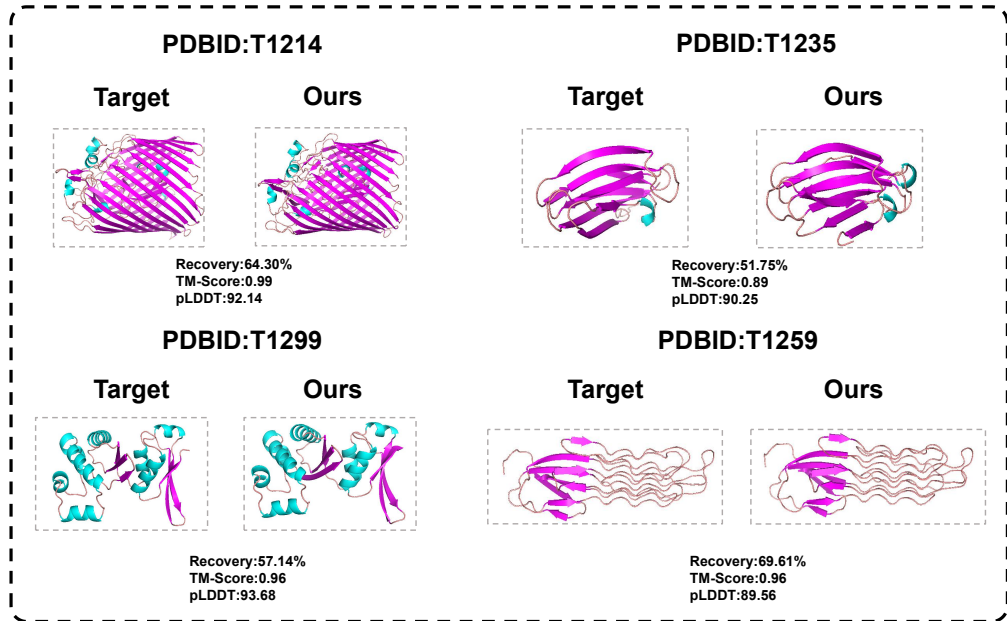 PDBID:T1214
Target
Ours
Recovery:64.30%
TM-Score:0.99
pLDDT:92.14
PDBID:T1235
Target
Ours
Recovery:51.75%
TM-Score:0.89
pLDDT:90.25
PDBID:T1299
Target
Ours
Recovery:57.14%
TM-Score:0.96
pLDDT:93.68
PDBID:T1259
Target
Ours
Recovery:69.61%
TM-Score:0.96
pLDDT:89.56